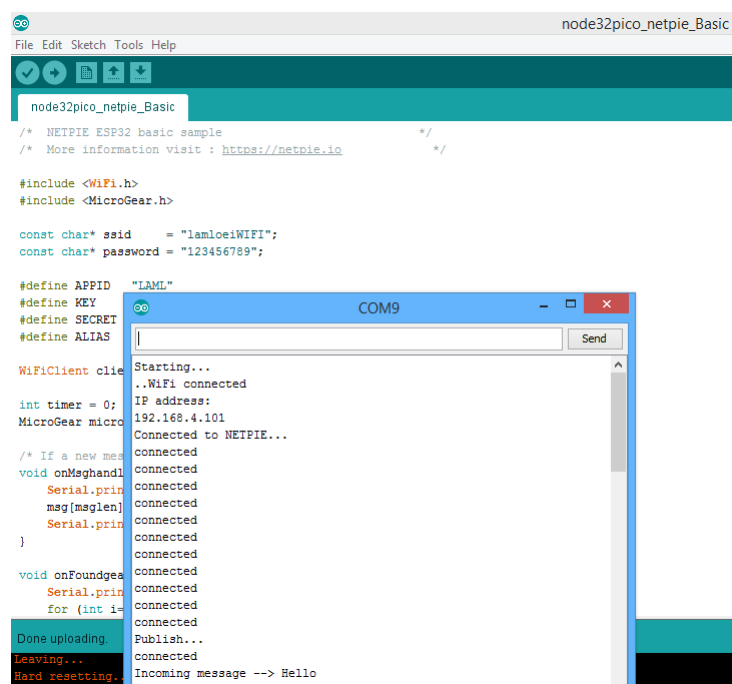 node32pico_netpie_Basic
File Edit Sketch Tools Help
node32pico_netpie_Basic
/* NETPIE ESP32 basic sample */
/* More information visit : https://netpie.io */
#include <WiFi.h>
#include <MicroGear.h>
const char* ssid = "lamloeiWIFI";
const char* password = "123456789";
#define APPID "LAML"
#define KEY
#define SECRET
#define ALIAS
WiFiClient clie
int timer = 0;
MicroGear micro
/* If a new mes
void onMsghandl
Serial.prin
msg[msglen]
Serial.prin
}
void onFoundgea
Serial.prin
for (int i=
Done uploading.
Leaving...
Hard resetting..
COM9
Send
Starting...
..WiFi connected
IP address:
192.168.4.101
Connected to NETPIE...
connected
connected
connected
connected
connected
connected
connected
connected
connected
connected
connected
Publish...
connected
Incoming message --> Hello